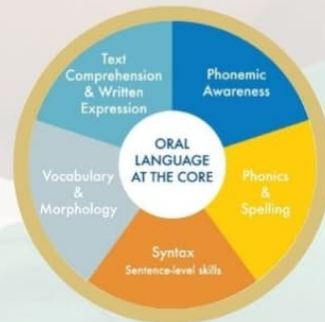 Text
Comprehension
& Written
Expression
Phonemic
Awareness
ORAL
LANGUAGE
AT THE CORE
Vocabulary
&
Morphology
Phonics
&
Spelling
Syntax
Sentence-level skills